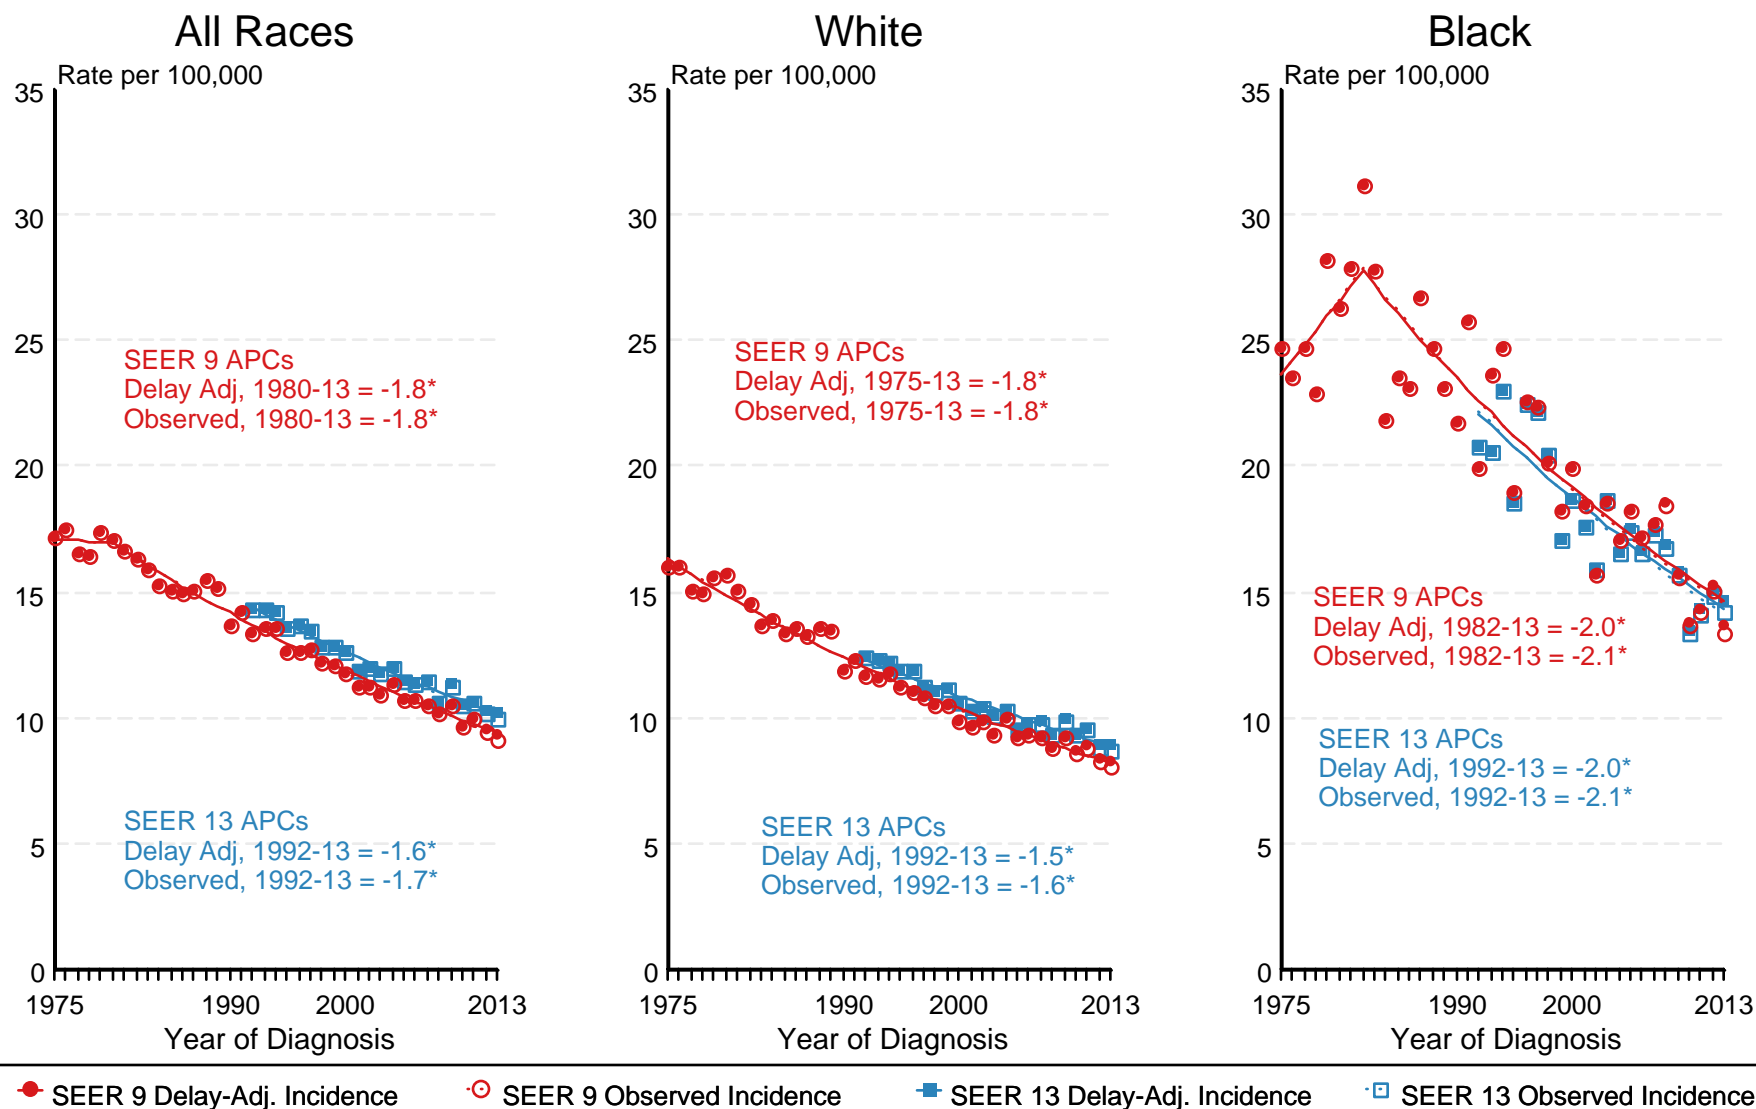 All Races
Rate per 100,000
35
30
25
20
15
10
5
0
SEER 9 APCs
Delay Adj, 1980-13 = -1.8*
Observed, 1980-13 = -1.8*
SEER 13 APCs
Delay Adj, 1992-13 = -1.6*
Observed, 1992-13 = -1.7*
1975 1990 2000 2013
Year of Diagnosis
White
Rate per 100,000
35
30
25
20
15
10
5
0
SEER 9 APCs
Delay Adj, 1975-13 = -1.8*
Observed, 1975-13 = -1.8*
SEER 13 APCs
Delay Adj, 1992-13 = -1.5*
Observed, 1992-13 = -1.6*
1975 1990 2000 2013
Year of Diagnosis
Black
Rate per 100,000
35
30
25
20
15
10
5
0
SEER 9 APCs
Delay Adj, 1982-13 = -2.0*
Observed, 1982-13 = -2.1*
SEER 13 APCs
Delay Adj, 1992-13 = -2.0*
Observed, 1992-13 = -2.1*
1975 1990 2000 2013
Year of Diagnosis
SEER 9 Delay-Adj. Incidence SEER 9 Observed Incidence SEER 13 Delay-Adj. Incidence SEER 13 Observed Incidence